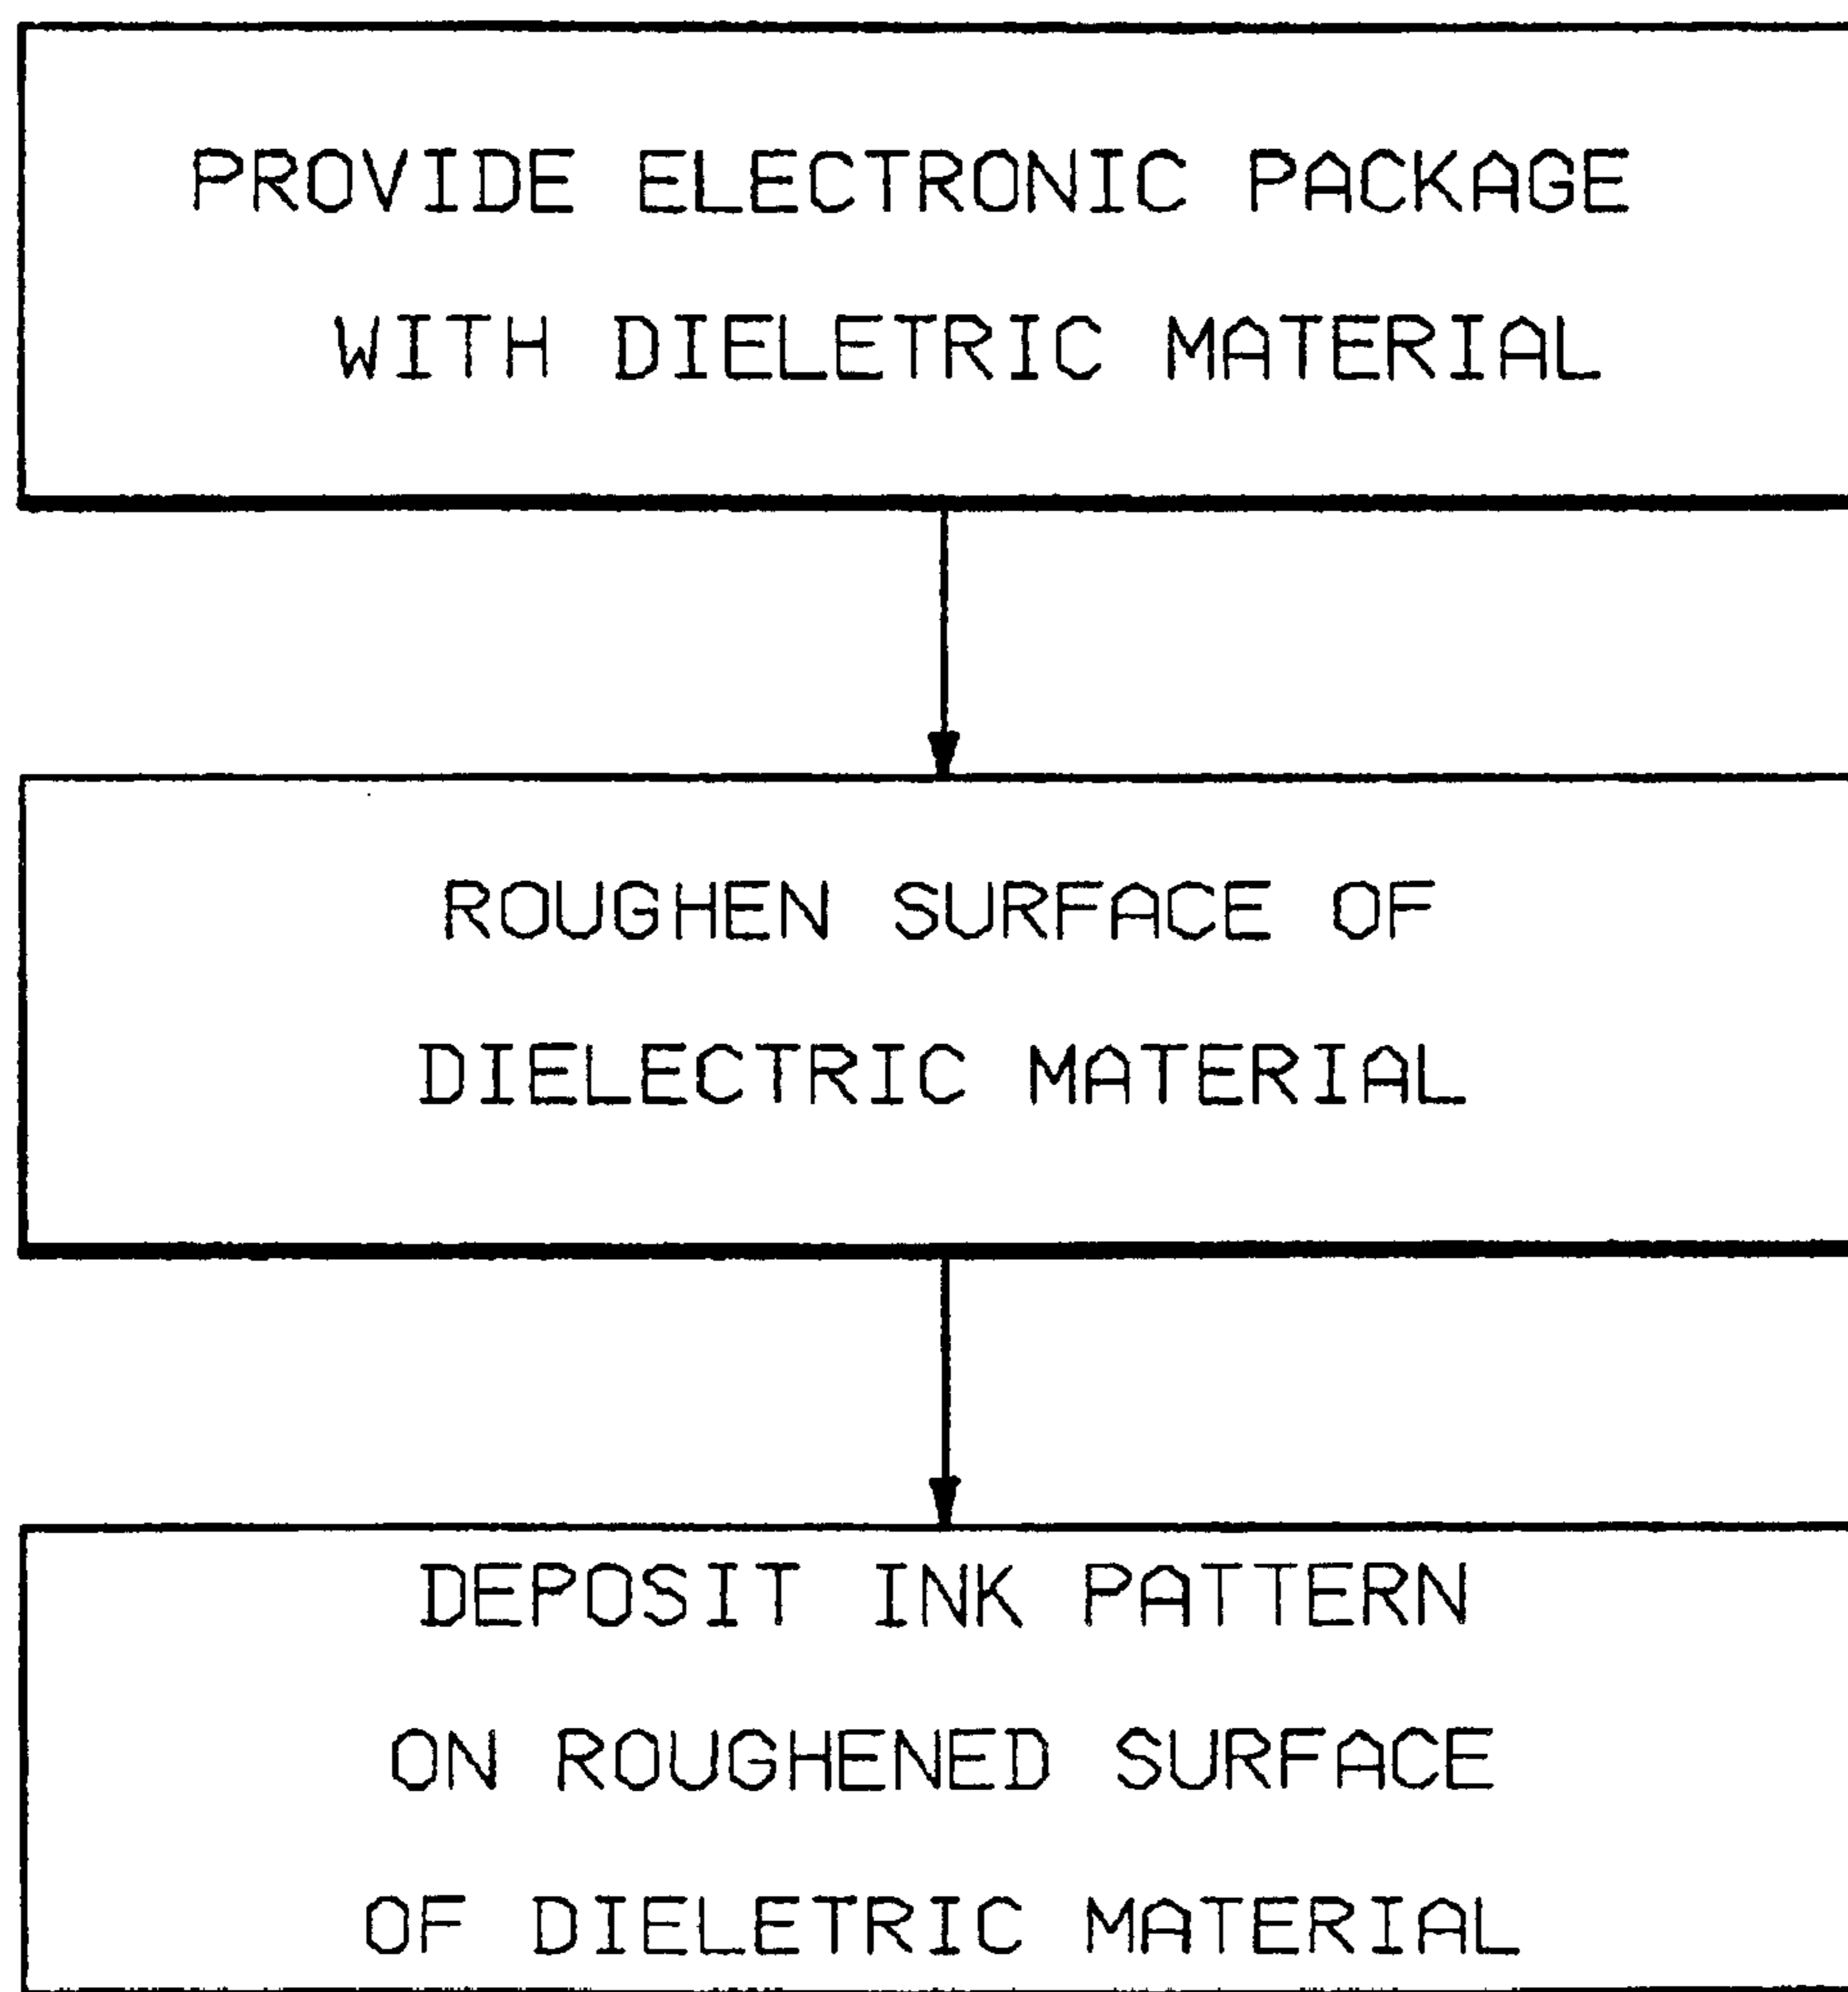 PROVIDE ELECTRONIC PACKAGE
WITH DIELETRIC MATERIAL
ROUGHEN SURFACE OF
DIELECTRIC MATERIAL
DEPOSIT INK PATTERN
ON ROUGHENED SURFACE
OF DIELETRIC MATERIAL